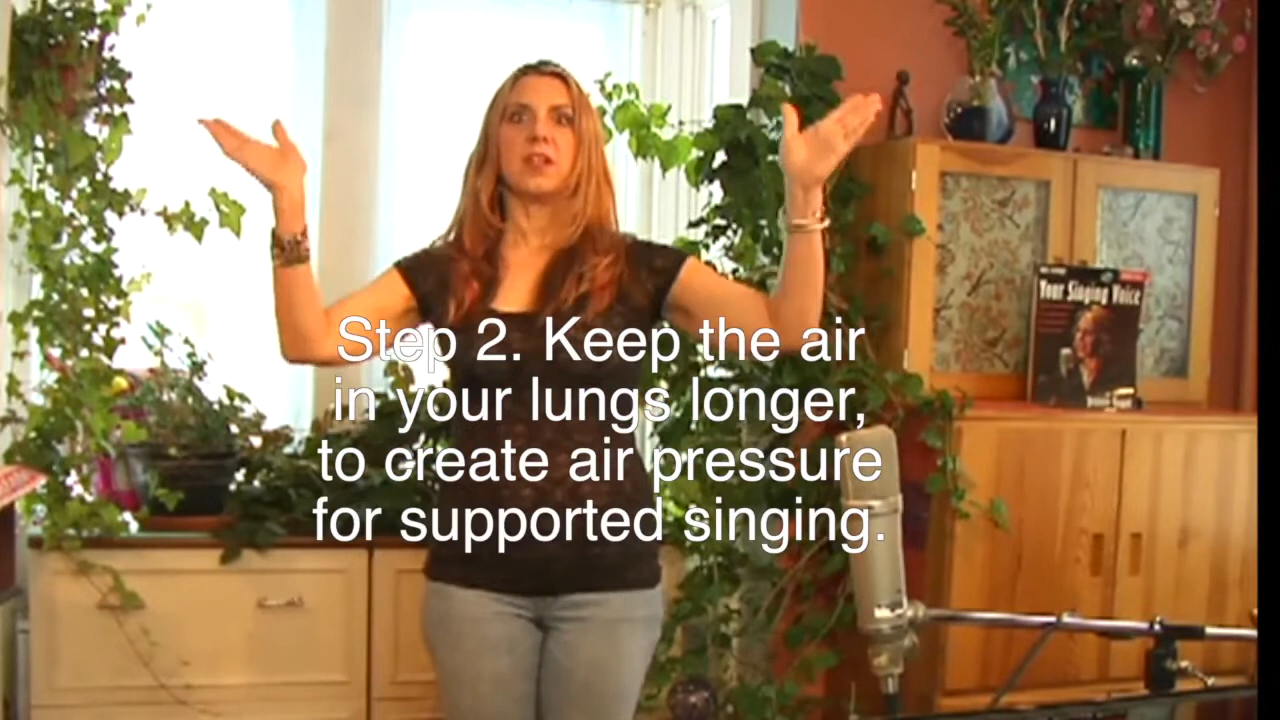 Step 2. Keep the air
in your lungs longer,
to create air pressure
for supported singing.
Your Singing Voice